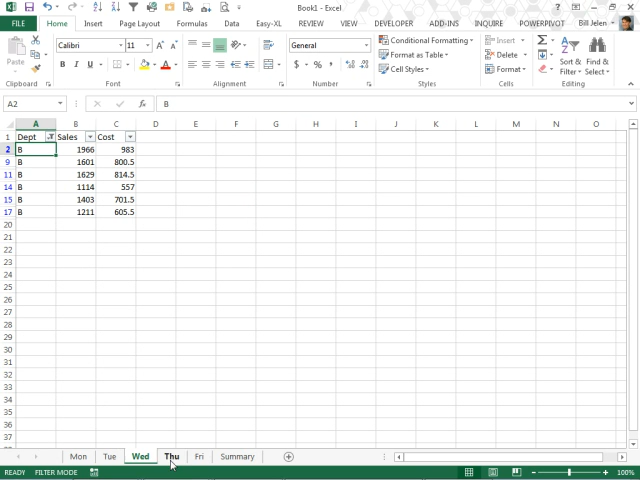 Book1 - Excel
FILE Home Insert Page Layout Formulas Data Easy-XL REVIEW VIEW DEVELOPER ADD-INS INQUIRE POWERPIVOT Bill Jelen
Paste
Calibri 11
B I U A
General
$ % ,
Conditional Formatting
Format as Table
Cell Styles
Insert
Delete
Format
Sort & Filter
Find & Select
Clipboard Font Alignment Number Styles Cells Editing
A2 fx B
A B C D E F G H I J K L M N O
1 Dept Sales Cost
2 B 1966 983
9 B 1601 800.5
11 B 1629 814.5
14 B 1114 557
15 B 1403 701.5
17 B 1211 605.5
20
21
22
23
24
25
26
27
28
29
30
31
32
33
34
35
36
37
Mon Tue Wed Thu Fri Summary
READY FILTER MODE 100%